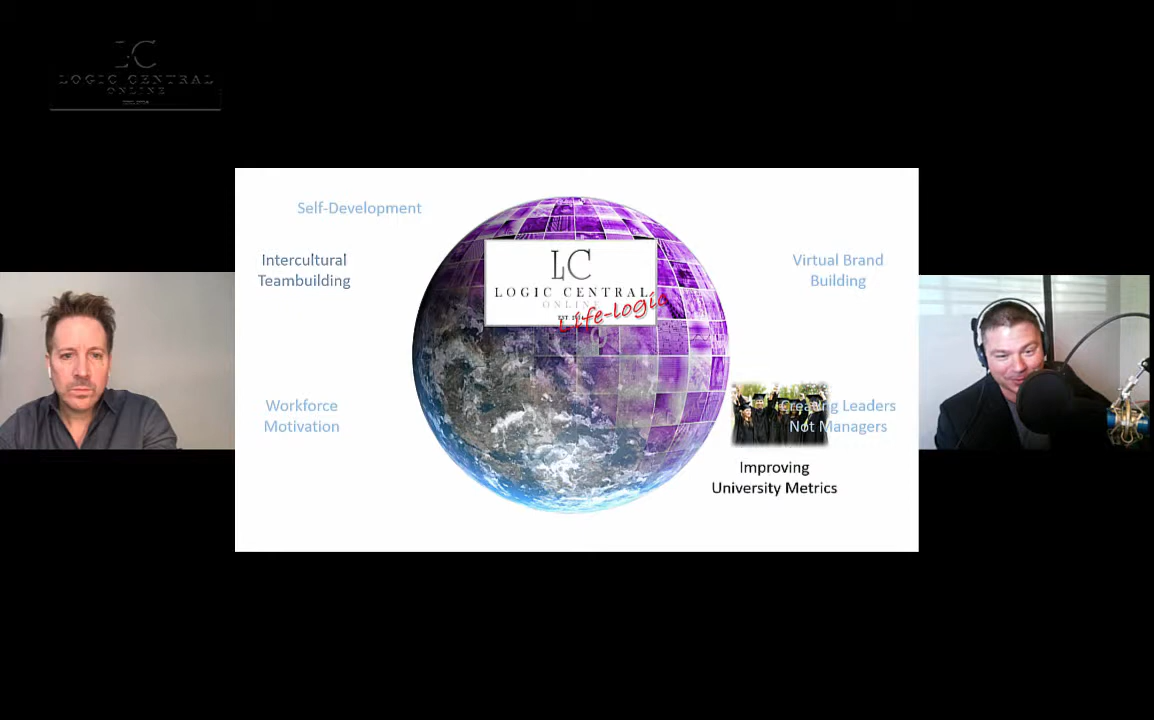 LC
LOGIC CENTRAL
ONLINE
Self-Development
Intercultural
Teambuilding
LC
LOGIC CENTRAL
ONLINE
Life-logic
Virtual Brand
Building
Workforce
Motivation
Creating Leaders
Not Managers
Improving
University Metrics